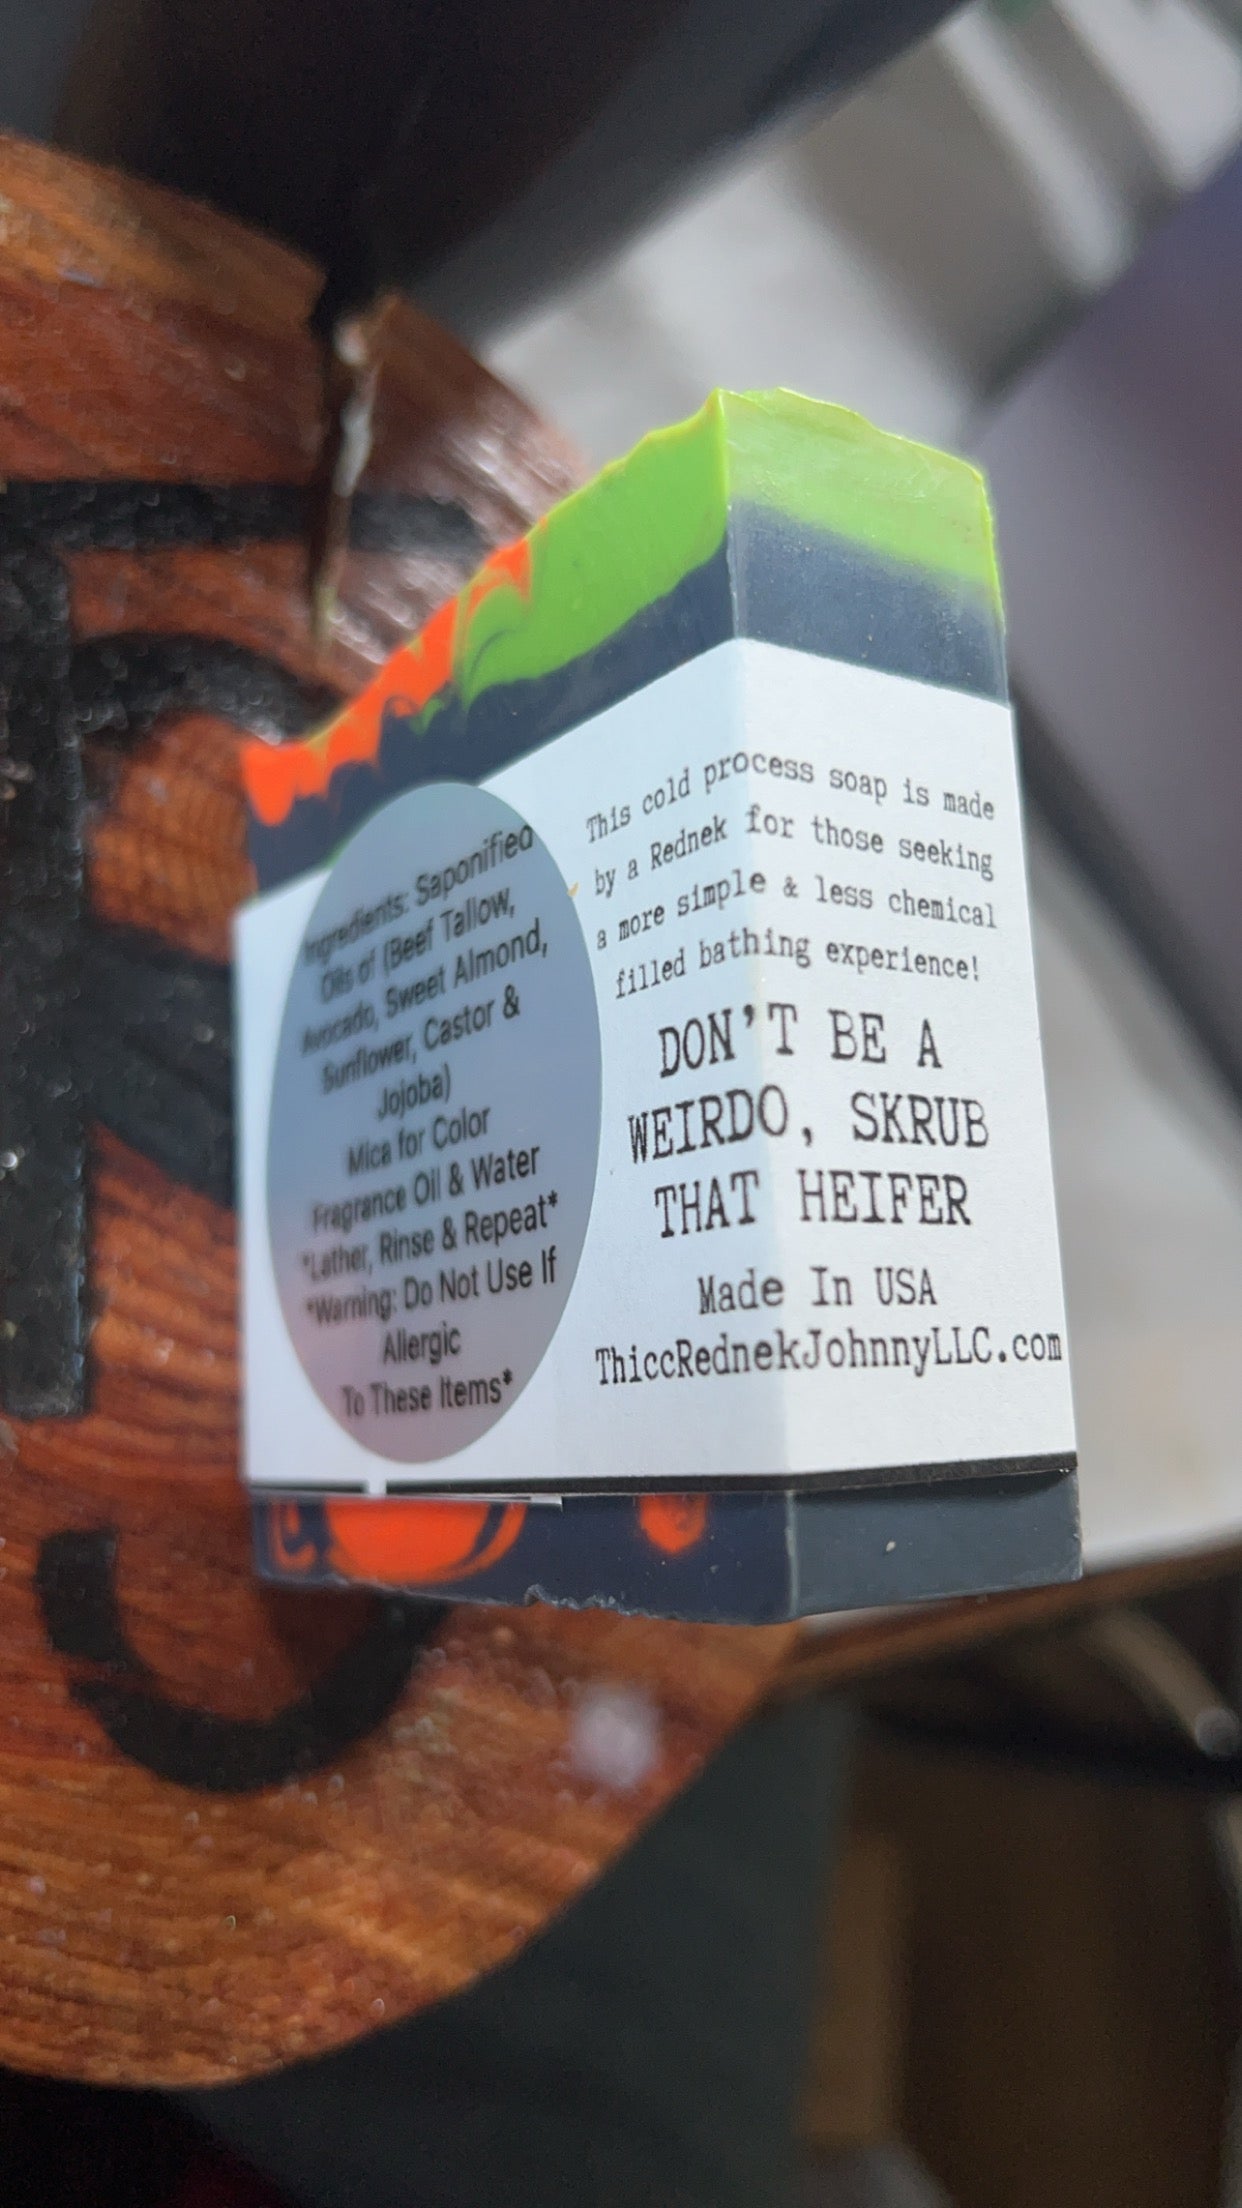 Ingredients: Saponified
Oils of (Beef Tallow,
Avocado, Sweet Almond,
Sunflower, Castor &
Jojoba)
Mica for Color
Fragrance Oil & Water
*Lather, Rinse & Repeat*
*Warning: Do Not Use If
Allergic
To These Items*
This cold process soap is made
by a Rednek for those seeking
a more simple & less chemical
filled bathing experience!
DON'T BE A
WEIRDO, SKRUB
THAT HEIFER
Made In USA
ThiccRednekJohnnyLLC.com